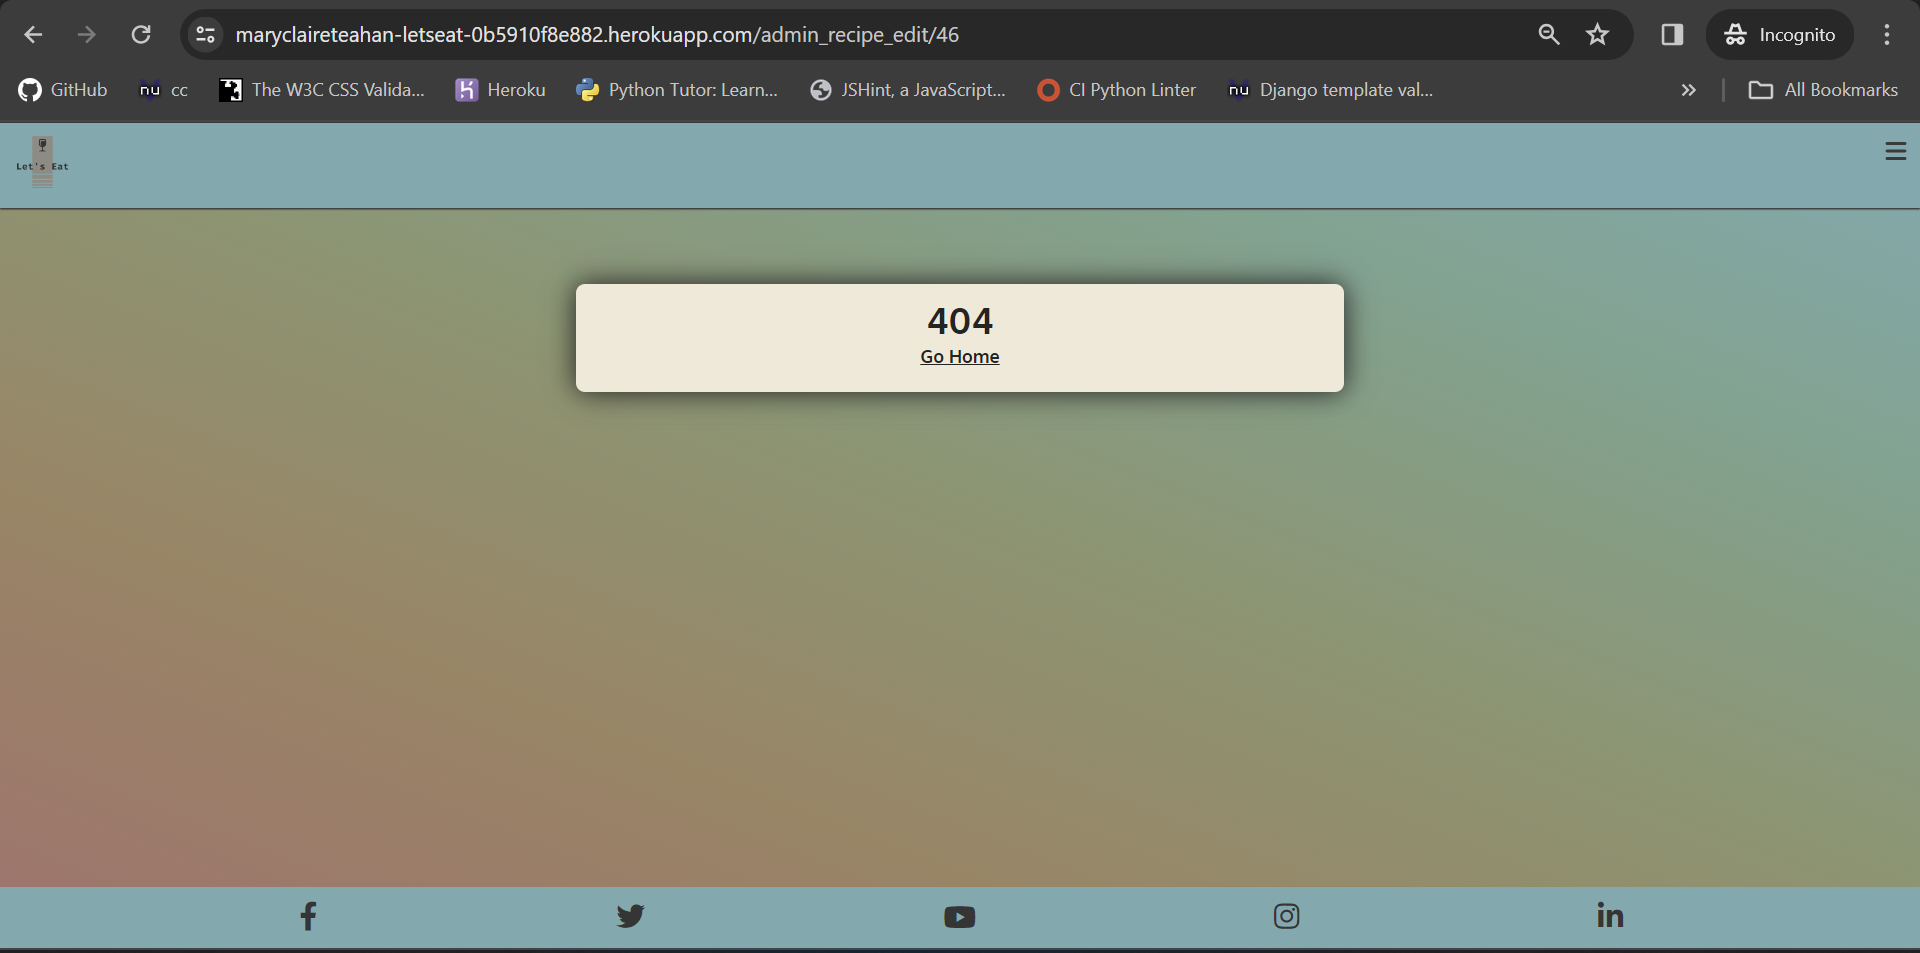 maryclaireteahan-letseat-0b5910f8e882.herokuapp.com/admin_recipe_edit/46
Incognito
GitHub
nu cc
The W3C CSS Valida...
Heroku
Python Tutor: Learn...
JSHint, a JavaScript...
CI Python Linter
nu Django template val...
All Bookmarks
Let's Eat
404
Go Home